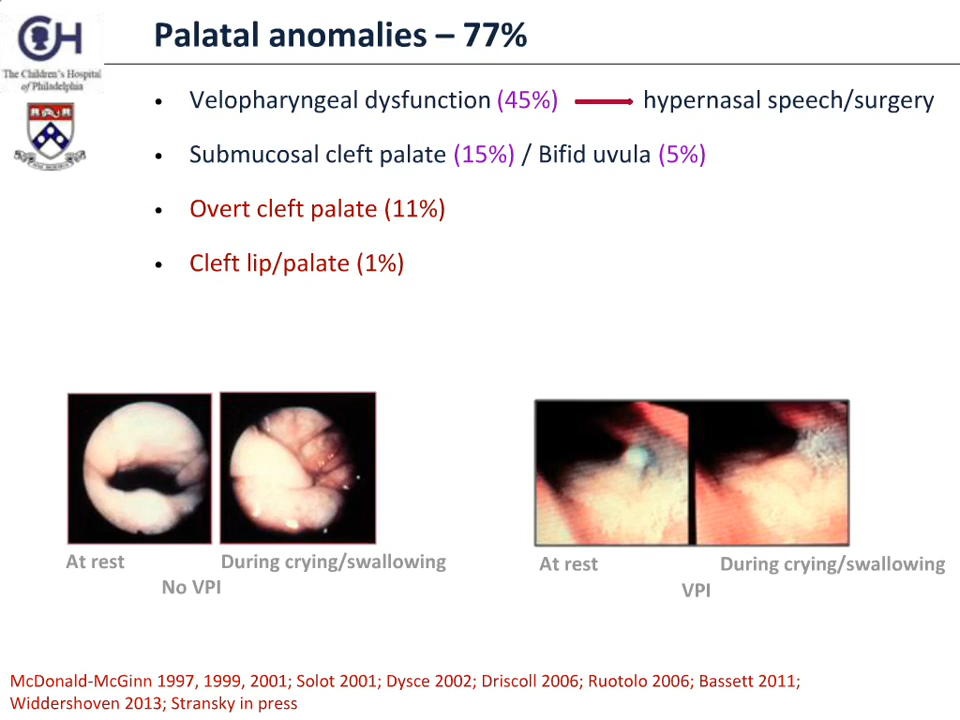 Palatal anomalies – 77%
The Children's Hospital
of Philadelphia
• Velopharyngeal dysfunction (45%) hypernasal speech/surgery
• Submucosal cleft palate (15%) / Bifid uvula (5%)
• Overt cleft palate (11%)
• Cleft lip/palate (1%)
At rest During crying/swallowing
No VPI
At rest During crying/swallowing
VPI
McDonald-McGinn 1997, 1999, 2001; Solot 2001; Dysce 2002; Driscoll 2006; Ruotolo 2006; Bassett 2011;
Widdershoven 2013; Stransky in press